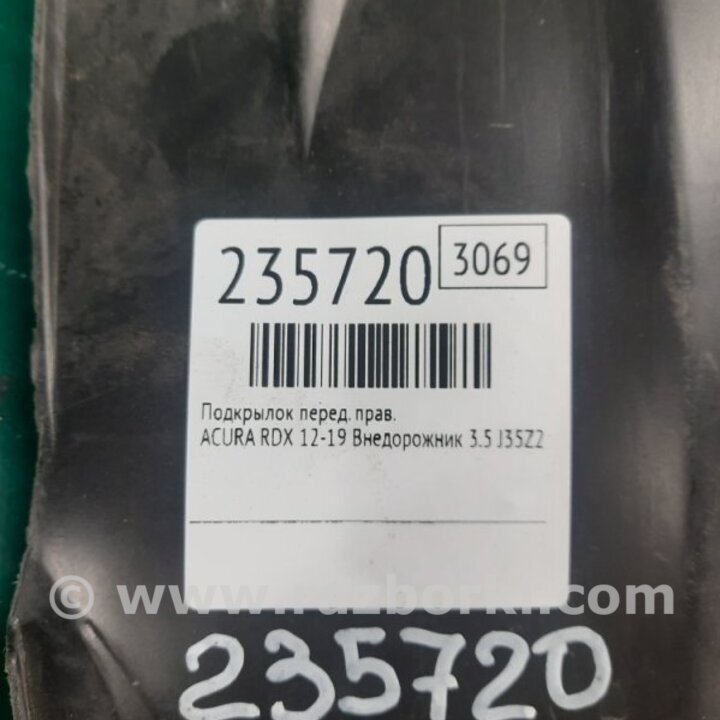 235720 3069
Подкрылок перед. прав.
ACURA RDX 12-19 Внедорожник 3.5 J35Z2
© www.razborki.com
235720